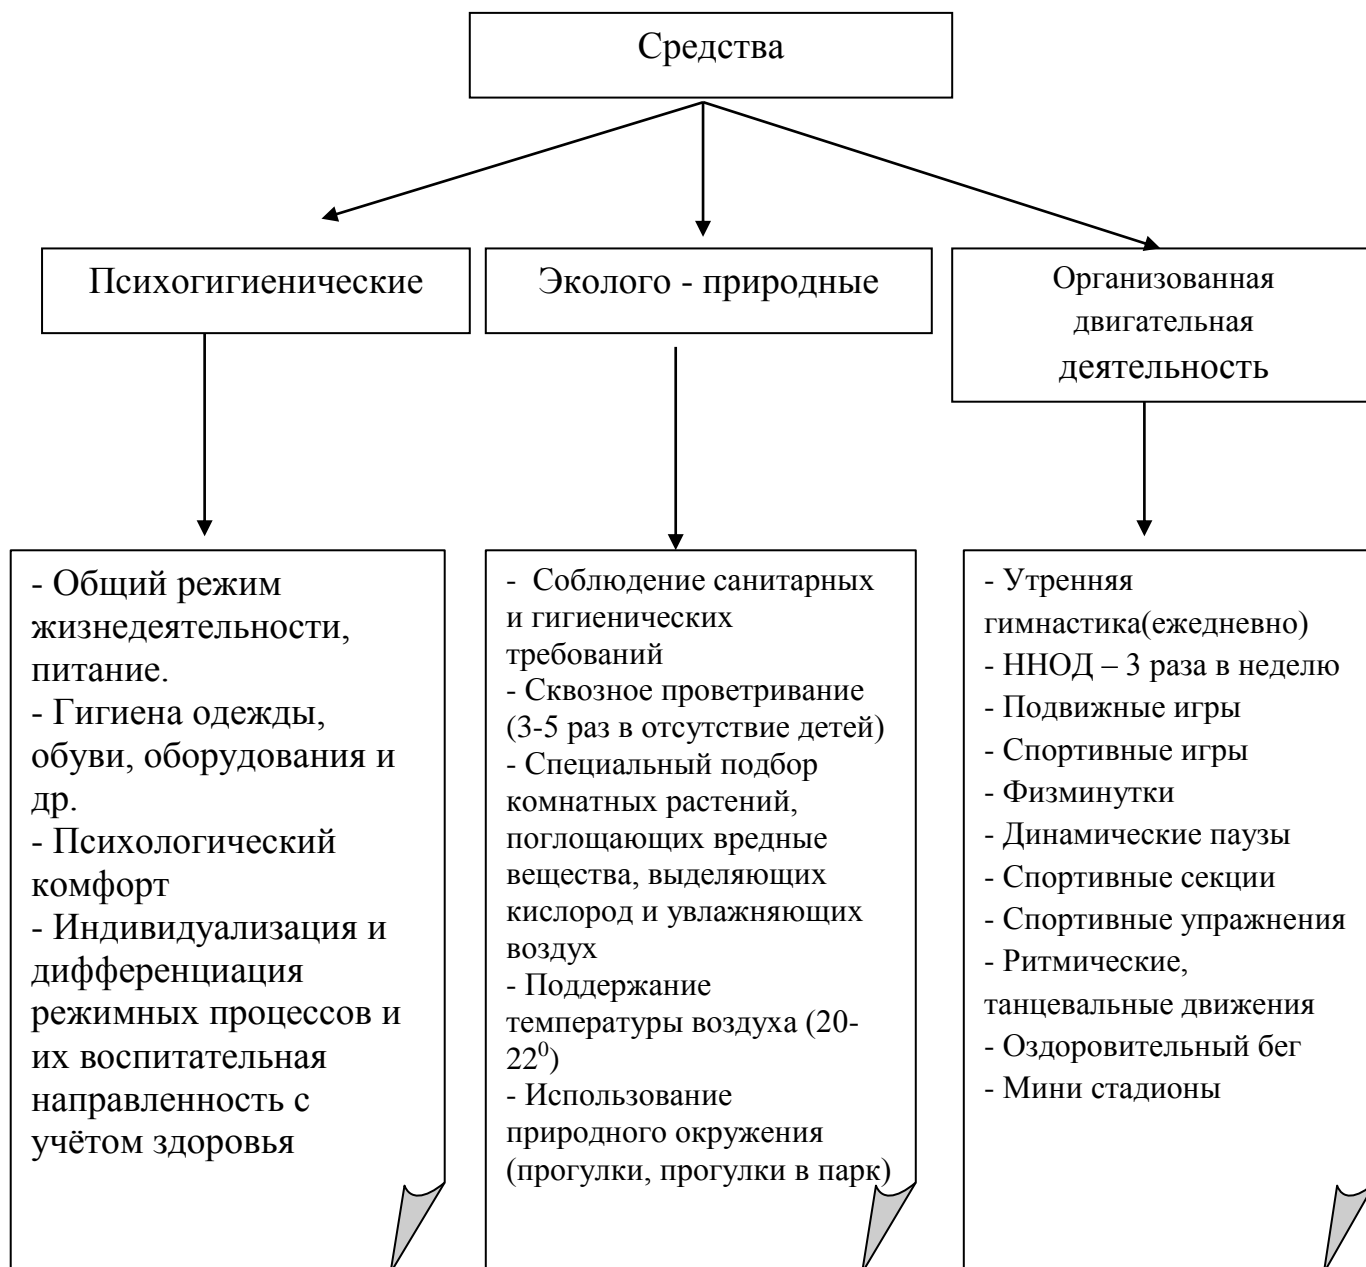 Средства
Психогигиенические
Эколого - природные
Организованная
двигательная
деятельность
- Общий режим
жизнедеятельности,
питание.
- Гигиена одежды,
обуви, оборудования и
др.
- Психологический
комфорт
- Индивидуализация и
дифференциация
режимных процессов и
их воспитательная
направленность с
учётом здоровья
- Соблюдение санитарных
и гигиенических
требований
- Сквозное проветривание
(3-5 раз в отсутствие детей)
- Специальный подбор
комнатных растений,
поглощающих вредные
вещества, выделяющих
кислород и увлажняющих
воздух
- Поддержание
температуры воздуха (20-
22⁰)
- Использование
природного окружения
(прогулки, прогулки в парк)
- Утренняя
гимнастика(ежедневно)
- ННОД – 3 раза в неделю
- Подвижные игры
- Спортивные игры
- Физминутки
- Динамические паузы
- Спортивные секции
- Спортивные упражнения
- Ритмические,
танцевальные движения
- Оздоровительный бег
- Мини стадионы